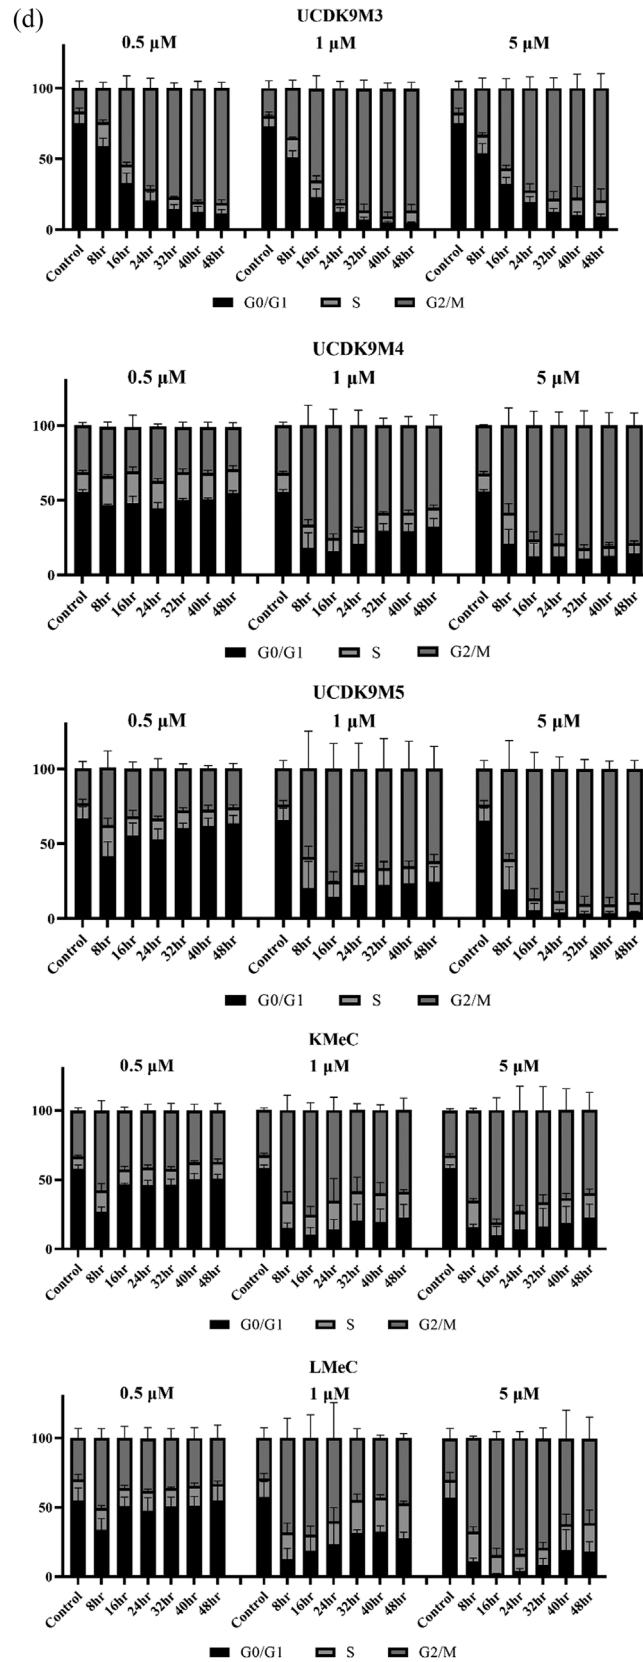 (d)
UCDK9M3
0.5 µM 1 µM 5 µM
100
50
0
Control 8hr 16hr 24hr 32hr 40hr 48hr Control 8hr 16hr 24hr 32hr 40hr 48hr Control 8hr 16hr 24hr 32hr 40hr 48hr
G0/G1 S G2/M
UCDK9M4
0.5 µM 1 µM 5 µM
100
50
0
Control 8hr 16hr 24hr 32hr 40hr 48hr Control 8hr 16hr 24hr 32hr 40hr 48hr Control 8hr 16hr 24hr 32hr 40hr 48hr
G0/G1 S G2/M
UCDK9M5
0.5 µM 1 µM 5 µM
100
50
0
Control 8hr 16hr 24hr 32hr 40hr 48hr Control 8hr 16hr 24hr 32hr 40hr 48hr Control 8hr 16hr 24hr 32hr 40hr 48hr
G0/G1 S G2/M
KMeC
0.5 µM 1 µM 5 µM
100
50
0
Control 8hr 16hr 24hr 32hr 40hr 48hr Control 8hr 16hr 24hr 32hr 40hr 48hr Control 8hr 16hr 24hr 32hr 40hr 48hr
G0/G1 S G2/M
LMeC
0.5 µM 1 µM 5 µM
100
50
0
Control 8hr 16hr 24hr 32hr 40hr 48hr Control 8hr 16hr 24hr 32hr 40hr 48hr Control 8hr 16hr 24hr 32hr 40hr 48hr
G0/G1 S G2/M